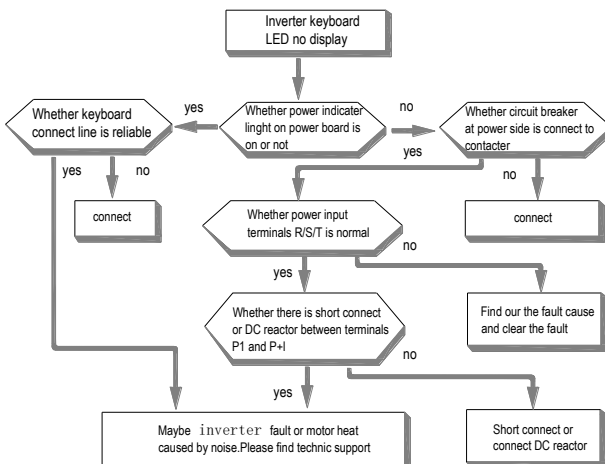 Inverter keyboard
LED no display
yes
no
Whether keyboard
connect line is reliable
Whether power indicater
linght on power board is
on or not
Whether circuit breaker
at power side is connect to
contacter
yes
no
yes
no
connect
Whether power input
terminals R/S/T is normal
connect
no
yes
Whether there is short connect
or DC reactor between terminals
P1 and P+I
Find our the fault cause
and clear the fault
no
yes
Maybe inverter fault or motor heat
caused by noise.Please find technic support
Short connect or
connect DC reactor